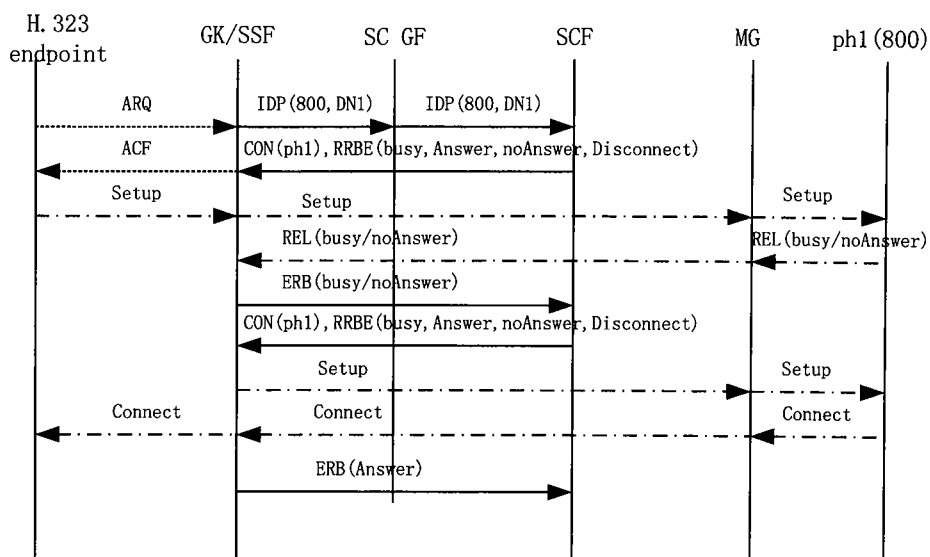 H.323
endpoint
GK/SSF
SC GF
SCF
MG
ph1(800)
ARQ
IDP(800,DN1)
IDP(800,DN1)
ACF
CON(ph1),RRBE(busy,Answer,noAnswer,Disconnect)
Setup
Setup
Setup
REL(busy/noAnswer)
REL(busy/noAnswer)
ERB(busy/noAnswer)
CON(ph1),RRBE(busy,Answer,noAnswer,Disconnect)
Setup
Setup
Connect
Connect
Connect
ERB(Answer)